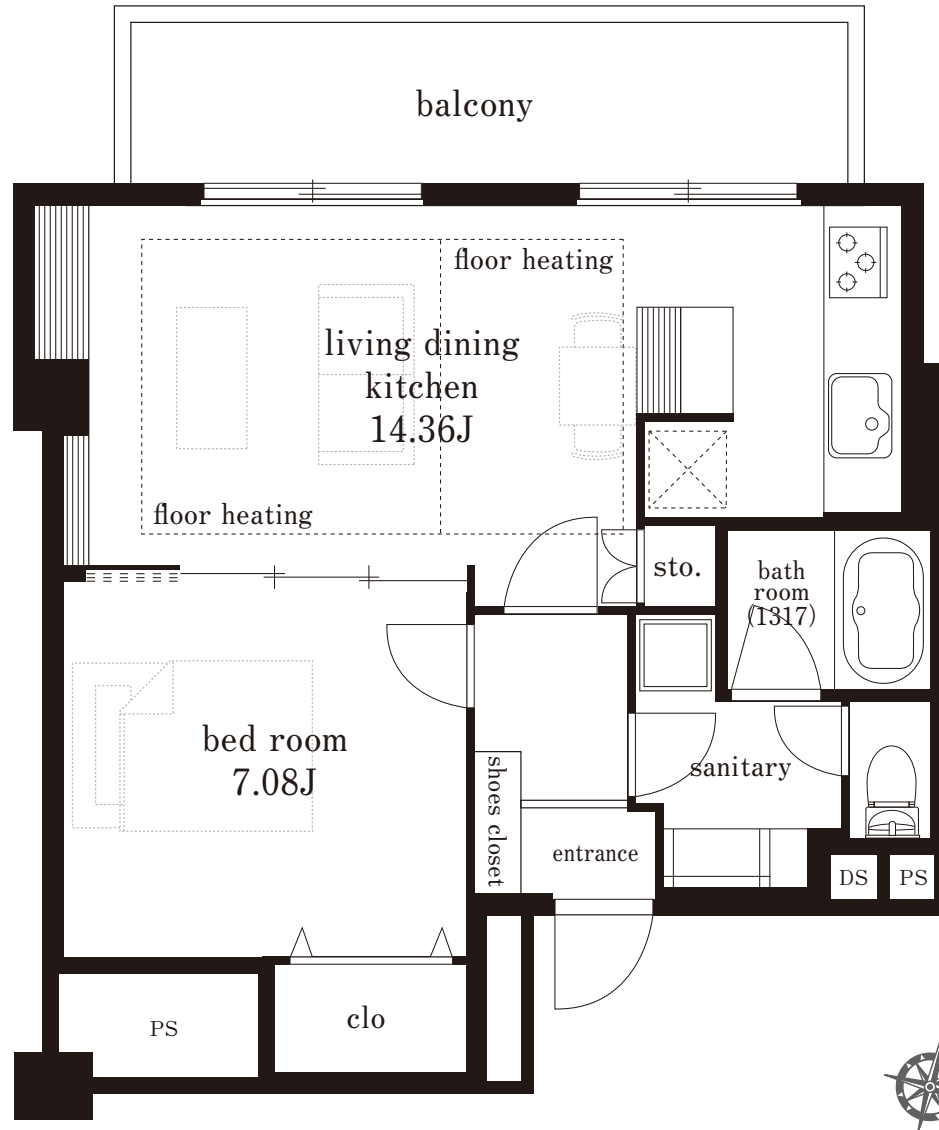 balcony
floor heating
living dining
kitchen
14.36J
floor heating
sto.
bath
room
(1317)
bed room
7.08J
shoes closet
sanitary
entrance
DS
PS
PS
clo